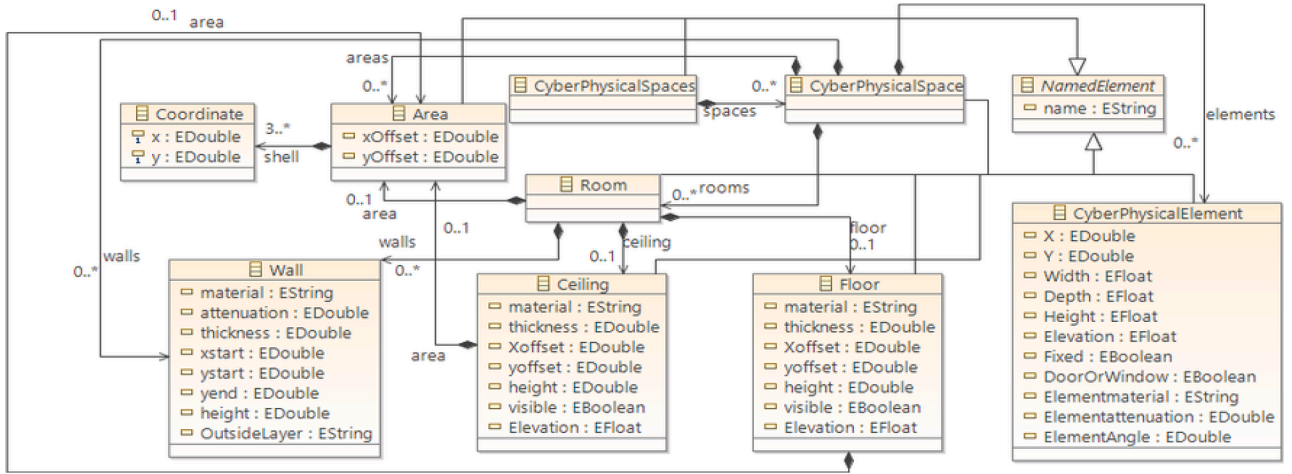 0..1 area
areas
0..*
CyberPhysicalSpaces
spaces
0..*
CyberPhysicalSpace
NamedElement
name : EString
elements
0..*
Coordinate
x : EDouble
y : EDouble
3..*
shell
Area
xOffset : EDouble
yOffset : EDouble
Room
0..1
area
0..1
0..* rooms
walls
0..*
walls
0..*
ceiling
0..1
floor
0..1
area
Wall
material : EString
attenuation : EDouble
thickness : EDouble
xstart : EDouble
ystart : EDouble
yend : EDouble
height : EDouble
OutsideLayer : EString
Ceiling
material : EString
thickness : EDouble
Xoffset : EDouble
yoffset : EDouble
height : EDouble
visible : EBoolean
Elevation : EFloat
Floor
material : EString
thickness : EDouble
Xoffset : EDouble
yoffset : EDouble
height : EDouble
visible : EBoolean
Elevation : EFloat
CyberPhysicalElement
X : EDouble
Y : EDouble
Width : EFloat
Depth : EFloat
Height : EFloat
Elevation : EFloat
Fixed : EBoolean
DoorOrWindow : EBoolean
Elementmaterial : EString
Elementattenuation : EDouble
ElementAngle : EDouble